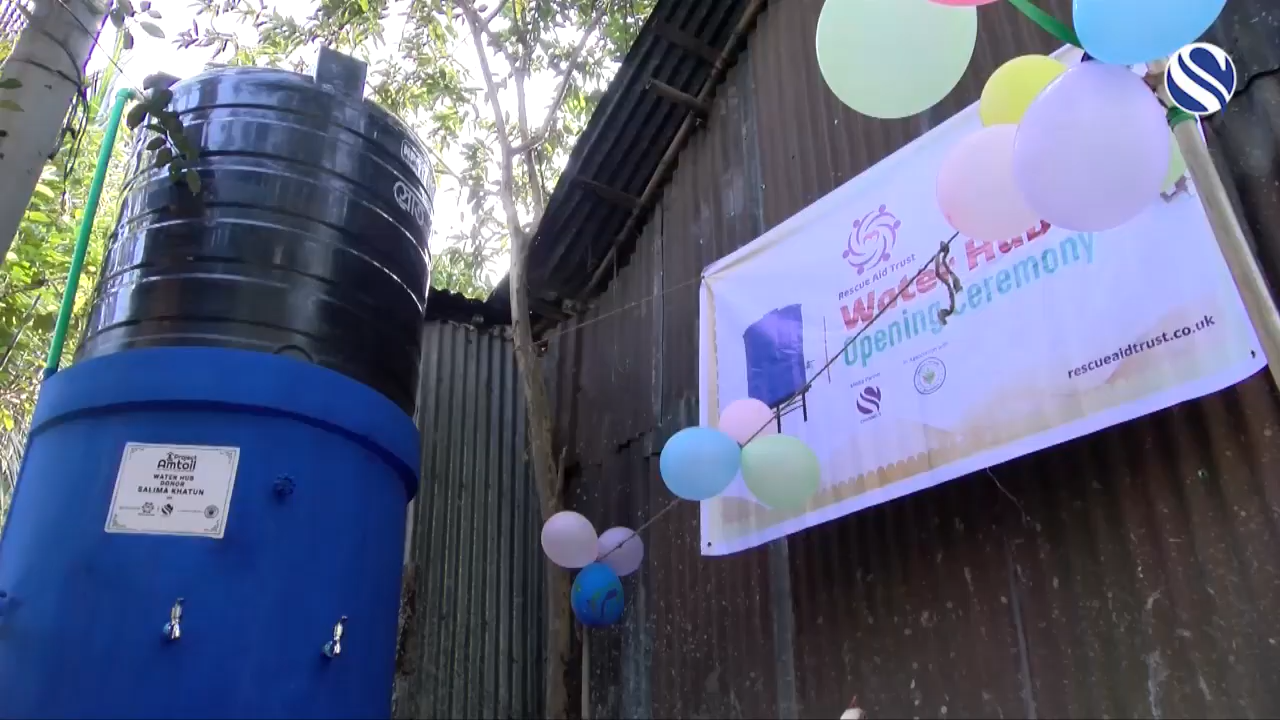 Project
Amtoli
WATER HUB
DONOR
SALIMA KHATUN
Rescue Aid Trust
Water Hub
Opening Ceremony
rescueaidtrust.co.uk